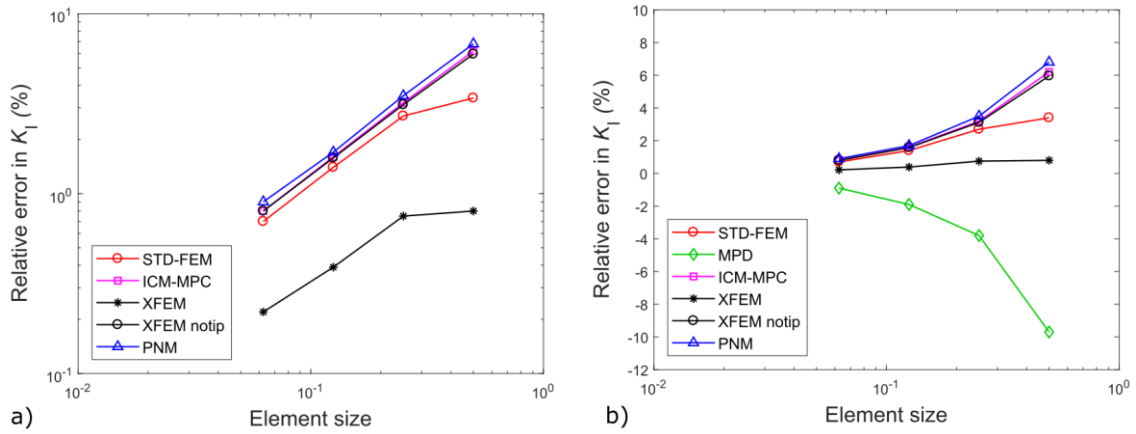 10^1
10^0
10^-1
Relative error in K_I (%)
STD-FEM
ICM-MPC
XFEM
XFEM notip
PNM
10^-2
10^-1
10^0
Element size
a)
10
8
6
4
2
0
-2
-4
-6
-8
-10
-12
Relative error in K_I (%)
STD-FEM
MPD
ICM-MPC
XFEM
XFEM notip
PNM
10^-2
10^-1
10^0
Element size
b)